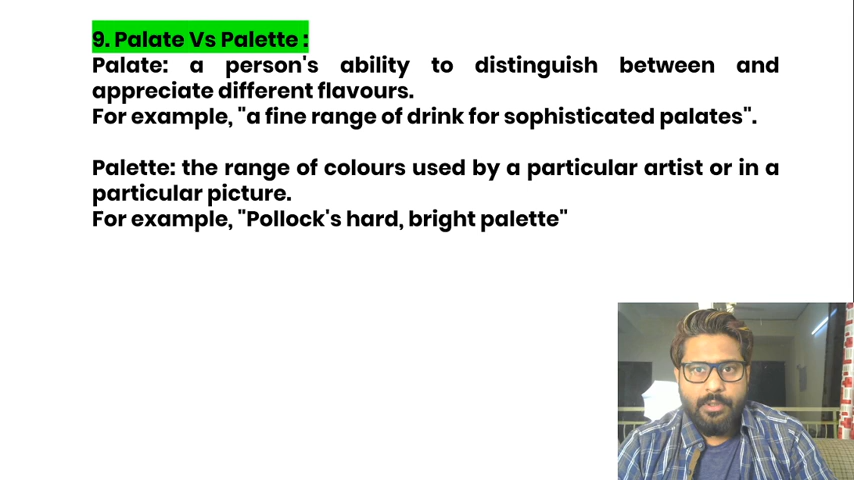 9. Palate Vs Palette :
Palate: a person's ability to distinguish between and
appreciate different flavours.
For example, "a fine range of drink for sophisticated palates".
Palette: the range of colours used by a particular artist or in a
particular picture.
For example, "Pollock's hard, bright palette"